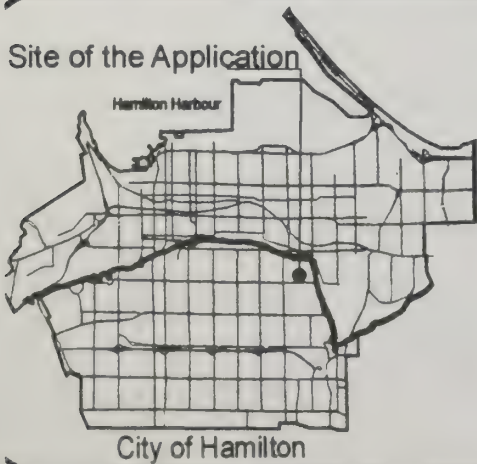 Site of the Application
Hamilton Harbour
City of Hamilton